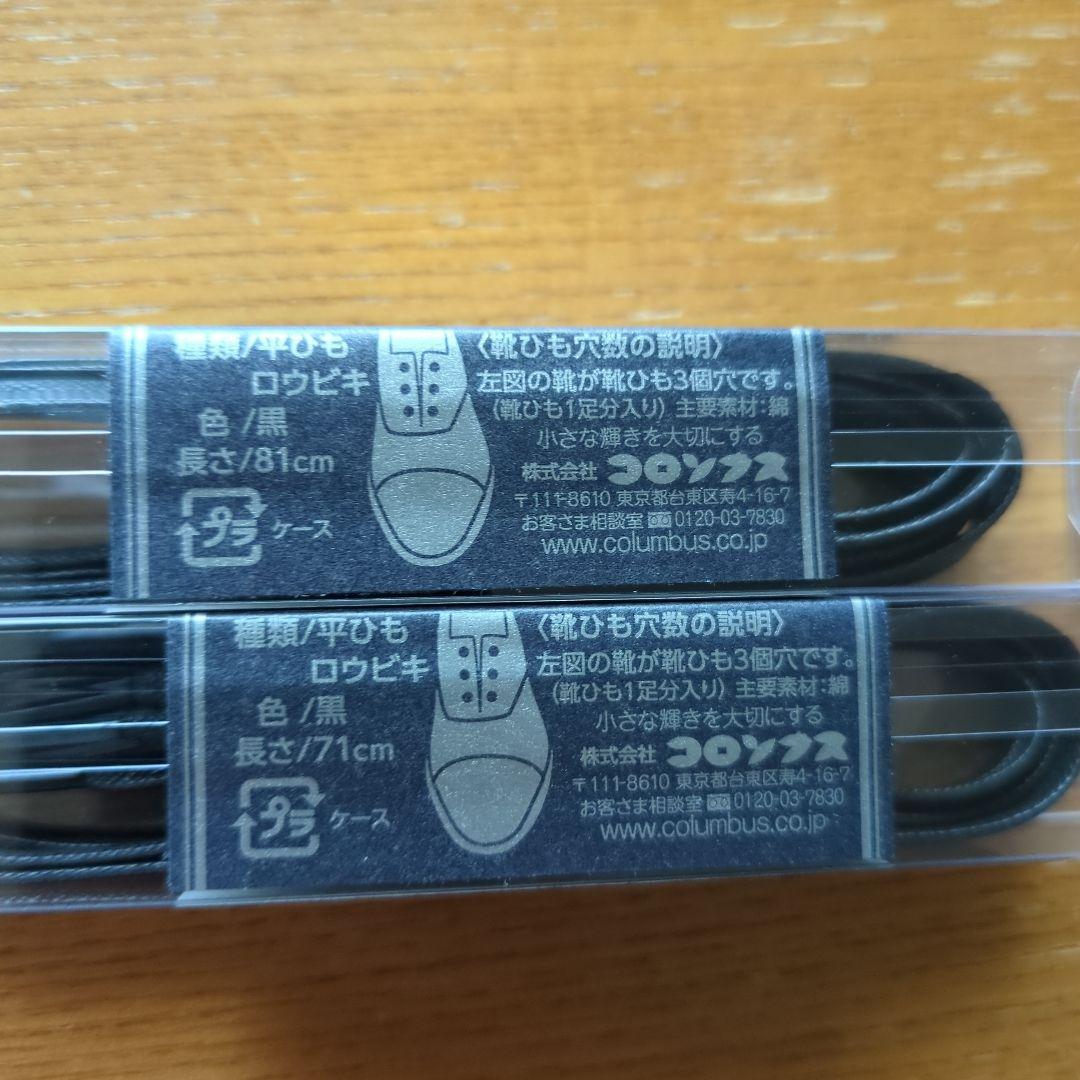 種類/平ひも
ロウビキ
色/黒
長さ/81cm
プラ ケース
〈靴ひも穴数の説明〉
左図の靴が靴ひも3個穴です。
(靴ひも1足分入り) 主要素材:綿
小さな輝きを大切にする
株式会社 コロンブス
〒111-8610 東京都台東区寿4-16-7
お客さま相談室 0120-03-7830
www.columbus.co.jp
種類/平ひも
ロウビキ
色/黒
長さ/71cm
プラ ケース
〈靴ひも穴数の説明〉
左図の靴が靴ひも3個穴です。
(靴ひも1足分入り) 主要素材:綿
小さな輝きを大切にする
株式会社 コロンブス
〒111-8610 東京都台東区寿4-16-7
お客さま相談室 0120-03-7830
www.columbus.co.jp